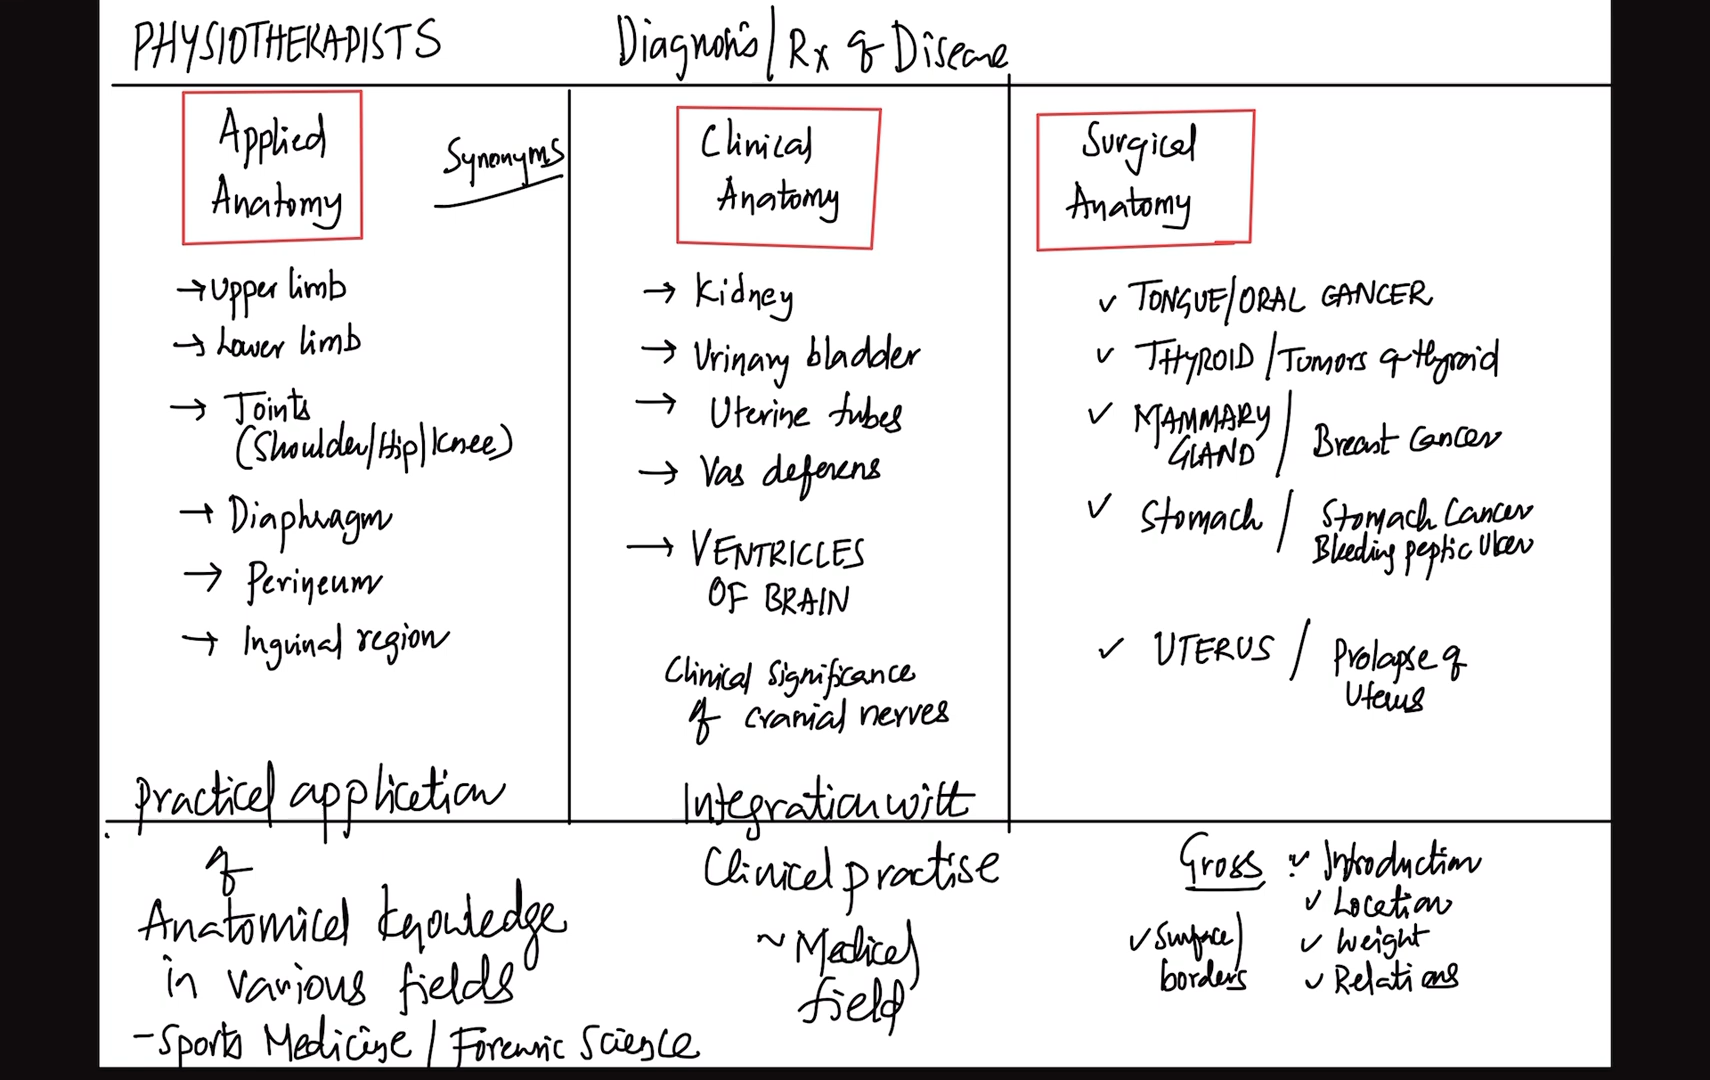 PHYSIOTHERAPISTS
Diagnosis/Rx of Disease
Applied
Anatomy
Synonyms
→ Upper limb
→ Lower limb
→ Joints
(Shoulder/Hip/Knee)
→ Diaphragm
→ Perineum
→ Inguinal region
Practical application
of
Anatomical knowledge
in various fields
- Sports Medicine / Forensic Science
Clinical
Anatomy
→ Kidney
→ Urinary bladder
→ Uterine tubes
→ Vas deferens
→ VENTRICLES
OF BRAIN
Clinical Significance
of cranial nerves
Integration with
Clinical practise
~ Medical
field
Surgical
Anatomy
✓ TONGUE/ORAL CANCER
✓ THYROID / Tumors of thyroid
✓ MAMMARY
GLAND / Breast Cancer
✓ Stomach / Stomach Cancer
Bleeding peptic Ulcer
✓ UTERUS / Prolapse of
Uterus
Gross : ✓ Introduction
✓ Location
✓ Surface/ ✓ Weight
borders ✓ Relations